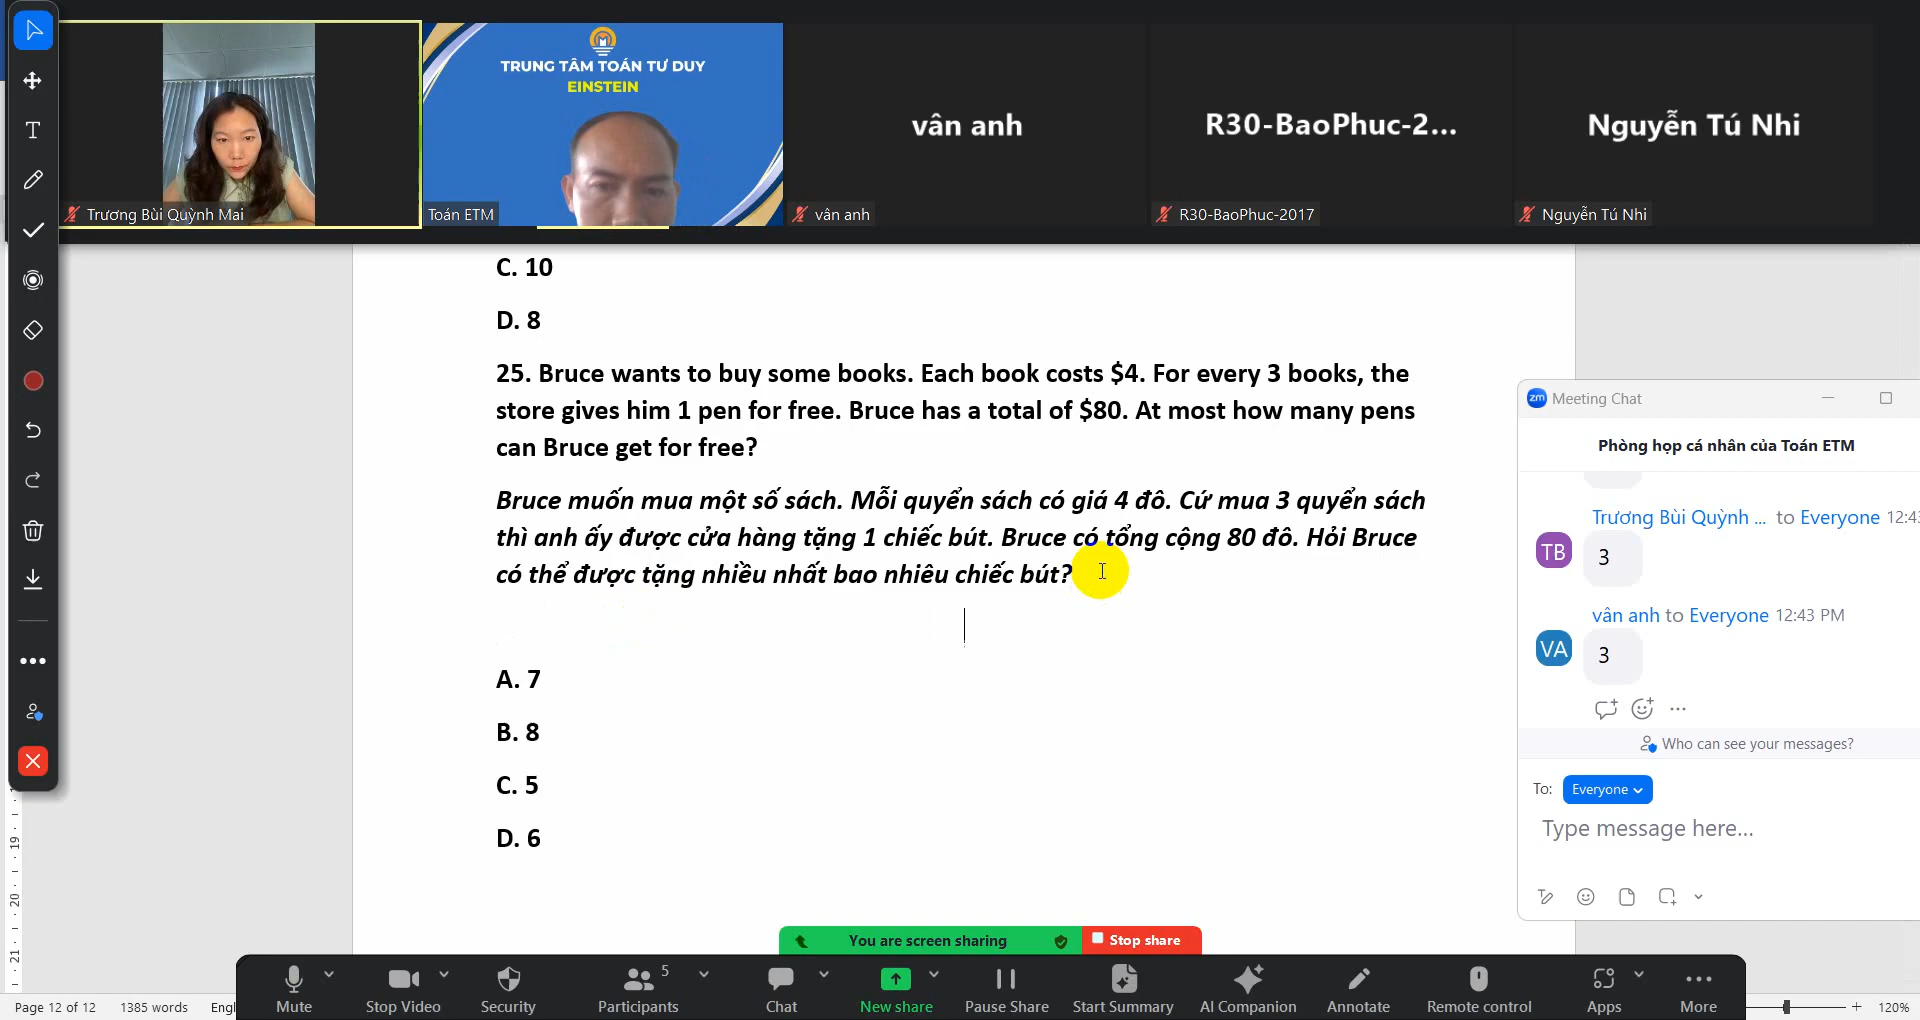 TRUNG TÂM TOÁN TƯ DUY
EINSTEIN
Trương Bùi Quỳnh Mai
Toán ETM
vân anh
vân anh
R30-BaoPhuc-2...
R30-BaoPhuc-2017
Nguyễn Tú Nhi
Nguyễn Tú Nhi
C. 10
D. 8
25. Bruce wants to buy some books. Each book costs $4. For every 3 books, the
store gives him 1 pen for free. Bruce has a total of $80. At most how many pens
can Bruce get for free?
Bruce muốn mua một số sách. Mỗi quyển sách có giá 4 đô. Cứ mua 3 quyển sách
thì anh ấy được cửa hàng tặng 1 chiếc bút. Bruce có tổng cộng 80 đô. Hỏi Bruce
có thể được tặng nhiều nhất bao nhiêu chiếc bút?
A. 7
B. 8
C. 5
D. 6
zm Meeting Chat
Phòng họp cá nhân của Toán ETM
Trương Bùi Quỳnh ... to Everyone 12:43
TB
3
vân anh to Everyone 12:43 PM
VA
3
Who can see your messages?
To: Everyone
Type message here...
19
20
21
You are screen sharing
Stop share
Mute
Stop Video
Security
Participants 5
Chat
New share
Pause Share
Start Summary
AI Companion
Annotate
Remote control
Apps
More
Page 12 of 12
1385 words
Engl
120%